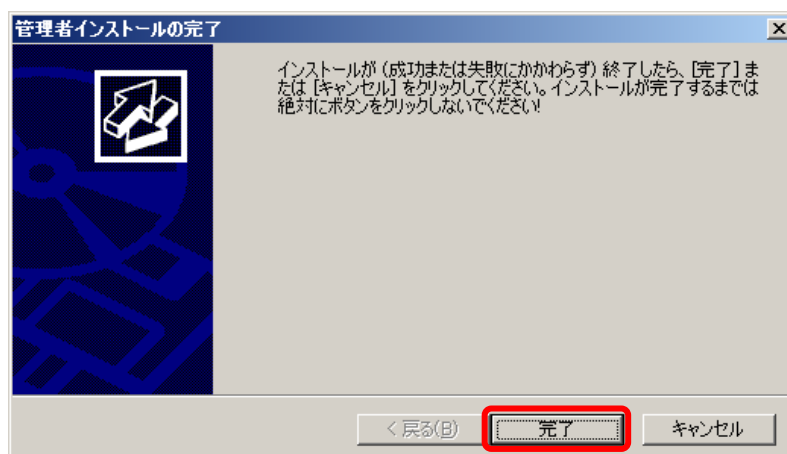 管理者インストールの完了
インストールが (成功または失敗にかかわらず) 終了したら、[完了] ま
たは [キャンセル] をクリックしてください。インストールが完了するまでは
絶対にボタンをクリックしないでください!
< 戻る(B) 完了 キャンセル